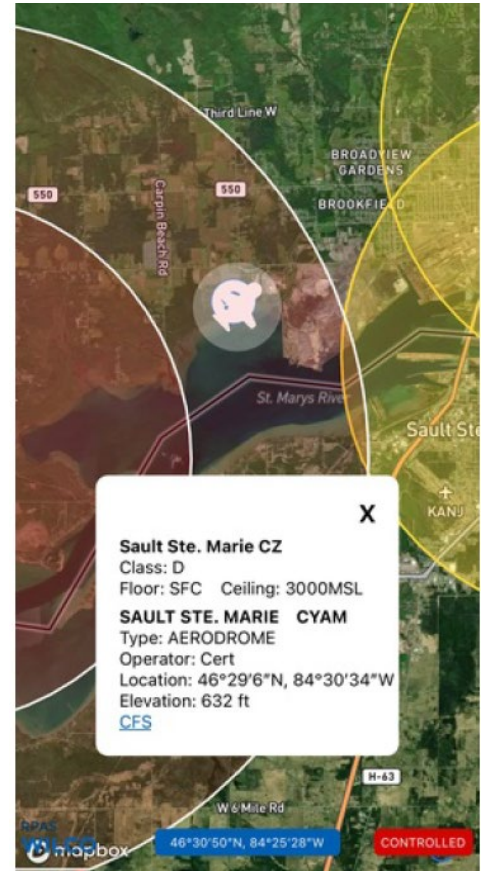 Third Line W
BROADVIEW
GARDENS
550
550
BROOKFIELD
Carpin Beach Rd
St. Marys River
Sault Ste
KANJ
X
Sault Ste. Marie CZ
Class: D
Floor: SFC Ceiling: 3000MSL
SAULT STE. MARIE CYAM
Type: AERODROME
Operator: Cert
Location: 46°29'6"N, 84°30'34"W
Elevation: 632 ft
CFS
H-63
W 6 Mile Rd
RPAS
WILCO
mapbox
46°30'50"N, 84°25'28"W
CONTROLLED